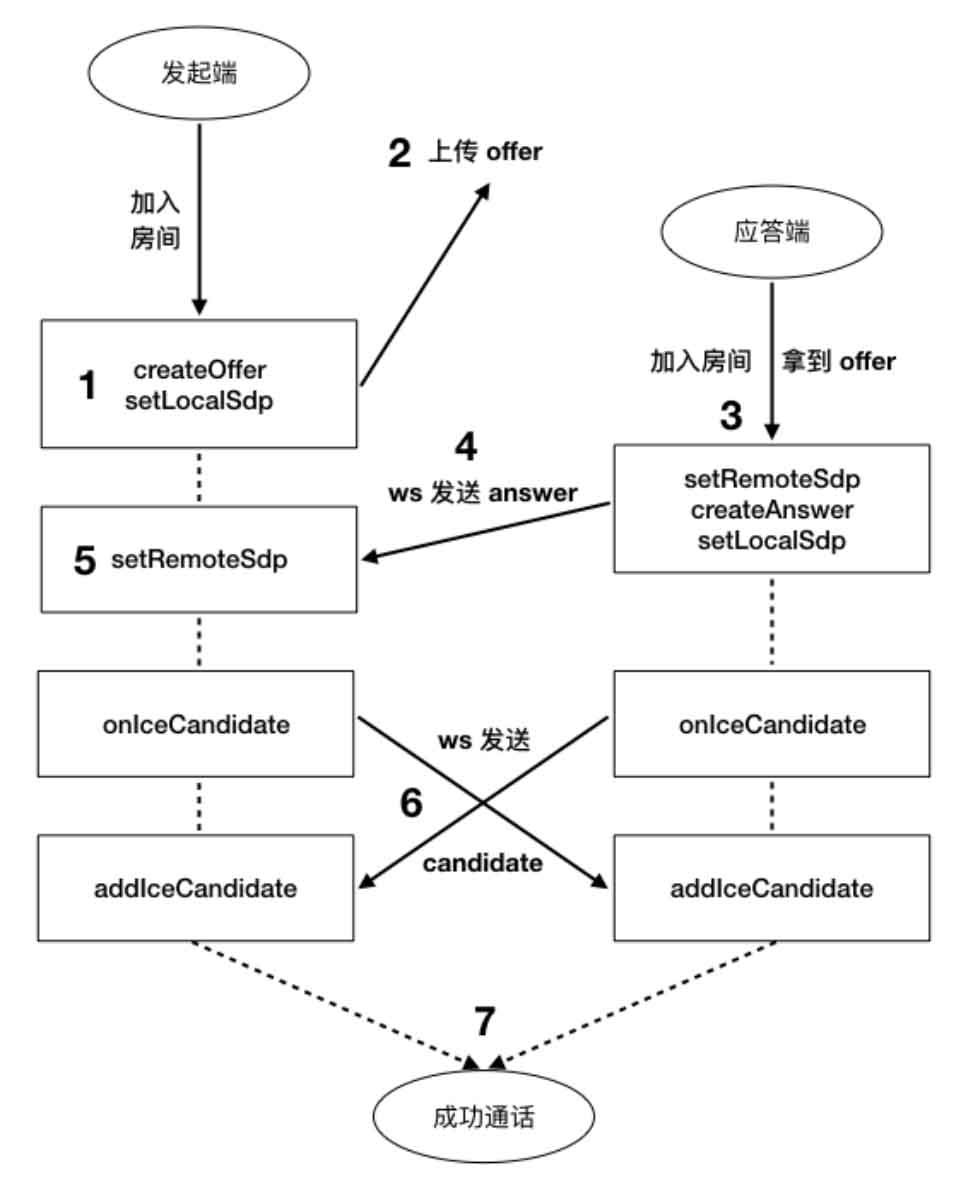 发起端
2 上传 offer
加入
房间
应答端
加入房间 拿到 offer
1
createOffer
setLocalSdp
3
4
ws 发送 answer
setRemoteSdp
createAnswer
setLocalSdp
5 setRemoteSdp
onIceCandidate
ws 发送
onIceCandidate
6
candidate
addIceCandidate
addIceCandidate
7
成功通话